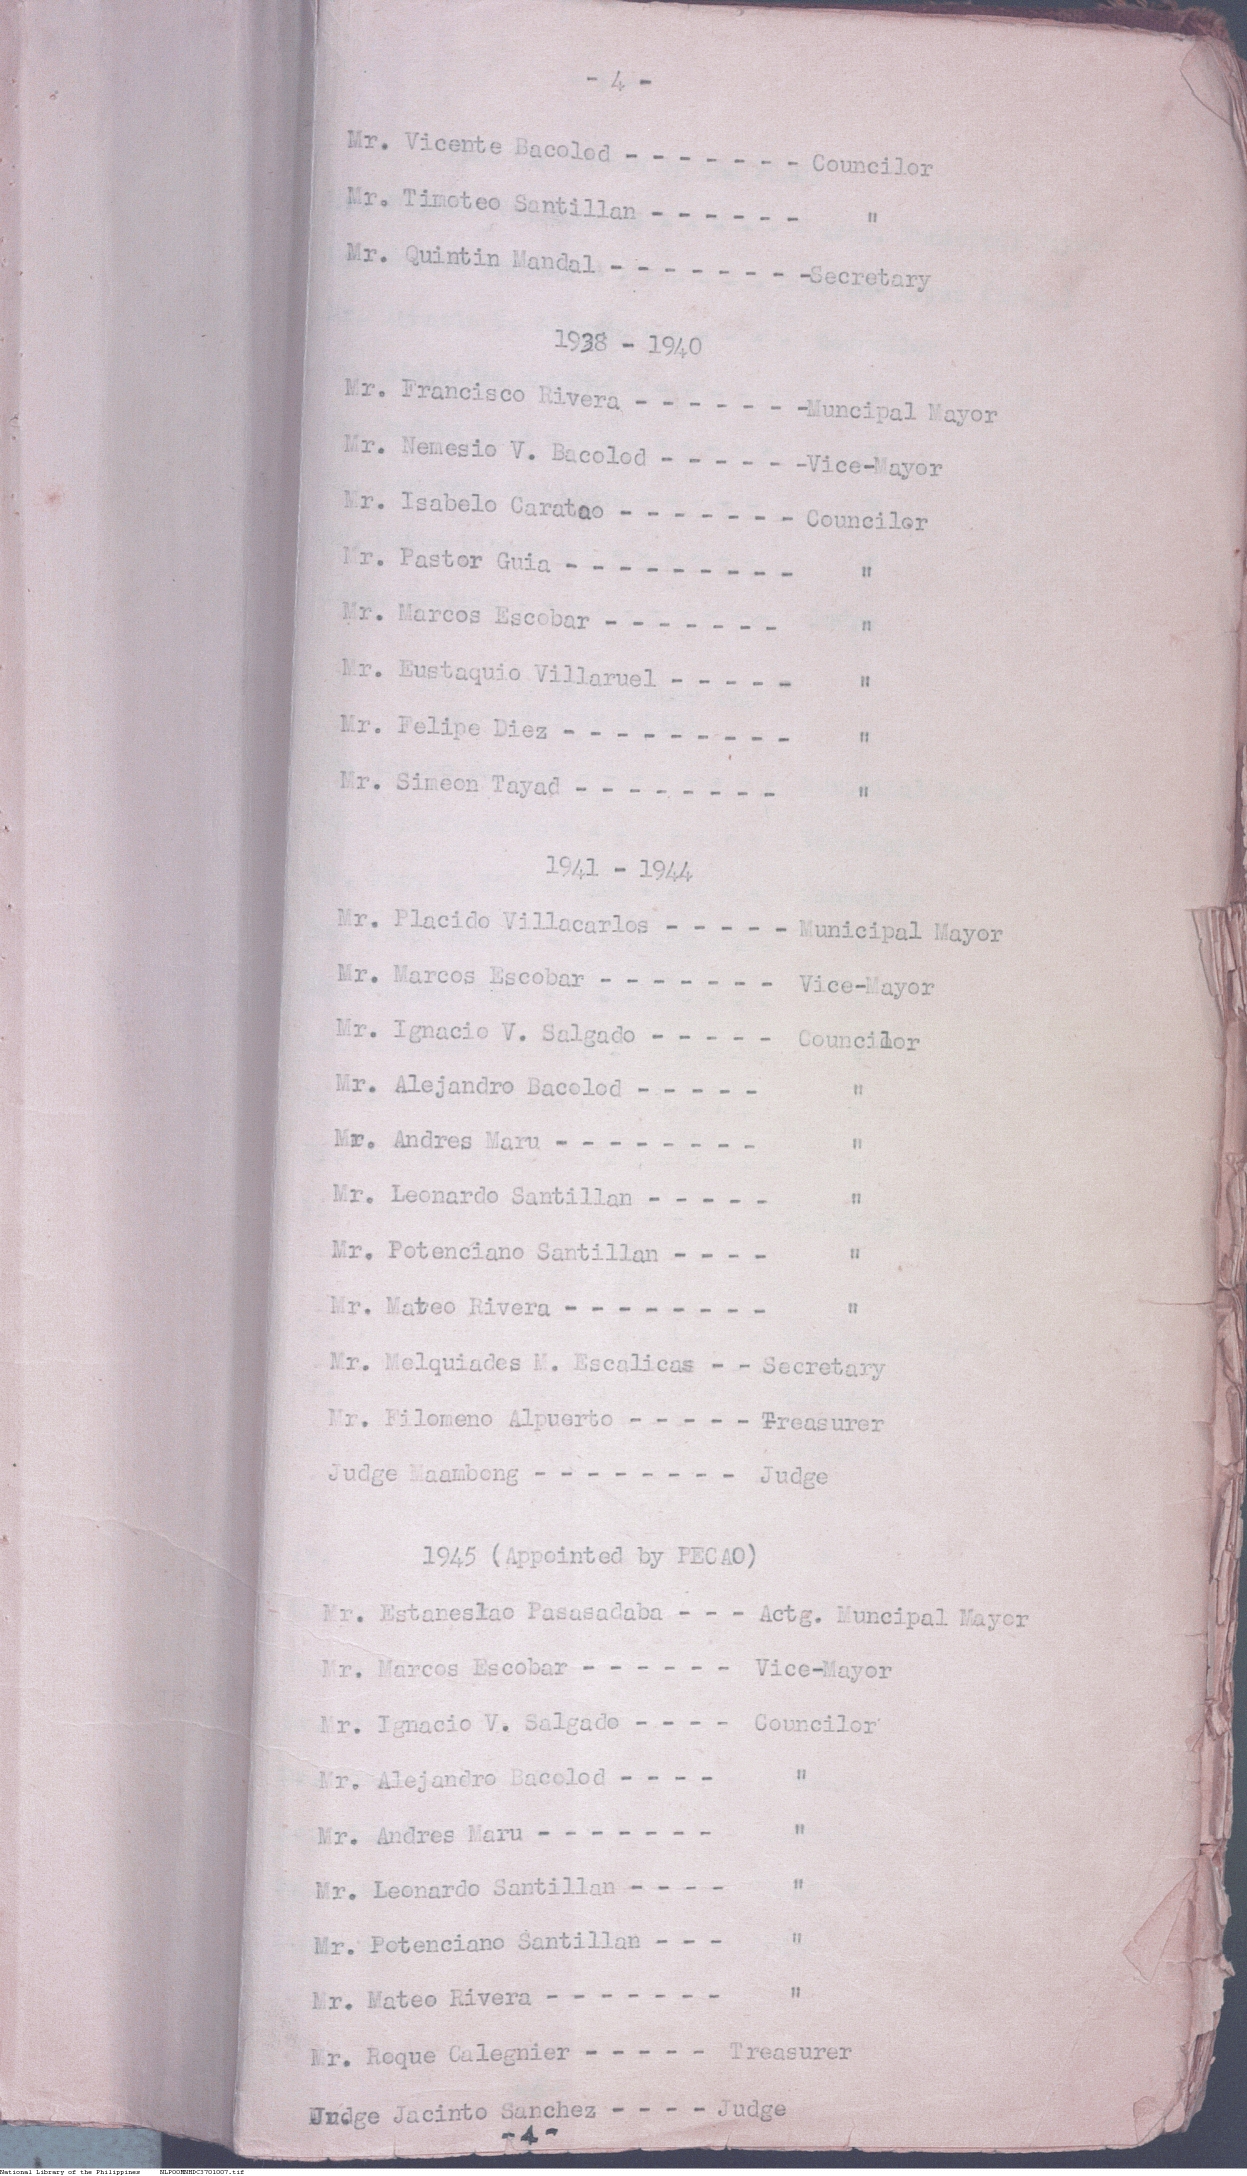 - 4 -
Mr. Vicente Bacolod - - - - - - - Councilor
Mr. Timoteo Santillan - - - - - - "
Mr. Quintin Mandal - - - - - - - -Secretary
1938 - 1940
Mr. Francisco Rivera - - - - - - -Muncipal Mayor
Mr. Nemesio V. Bacolod - - - - - -Vice-Mayor
Mr. Isabelo Caratao - - - - - - - Councilor
Mr. Pastor Guia - - - - - - - - - "
Mr. Marcos Escobar - - - - - - - "
Mr. Eustaquio Villaruel - - - - - "
Mr. Felipe Diez - - - - - - - - - "
Mr. Simeon Tayad - - - - - - - - "
1941 - 1944
Mr. Placido Villacarlos - - - - - Municipal Mayor
Mr. Marcos Escobar - - - - - - - Vice-Mayor
Mr. Ignacio V. Salgado - - - - - Councilor
Mr. Alejandro Bacolod - - - - - "
Mr. Andres Maru - - - - - - - - "
Mr. Leonardo Santillan - - - - - "
Mr. Potenciano Santillan - - - - "
Mr. Mateo Rivera - - - - - - - - "
Mr. Melquiades M. Escalicas - - Secretary
Mr. Filomeno Alpuerto - - - - - Treasurer
Judge Maambong - - - - - - - - Judge
1945 (Appointed by PECAO)
Mr. Estaneslao Pasasadaba - - - Actg. Muncipal Mayor
Mr. Marcos Escobar - - - - - - Vice-Mayor
Mr. Ignacio V. Salgado - - - - Councilor
Mr. Alejandro Bacolod - - - - "
Mr. Andres Maru - - - - - - - "
Mr. Leonardo Santillan - - - - "
Mr. Potenciano Santillan - - - "
Mr. Mateo Rivera - - - - - - - "
Mr. Roque Calegnier - - - - - Treasurer
Judge Jacinto Sanchez - - - - Judge
-4-
National Library of the Philippines NLPOOMNHDC3701007.tif